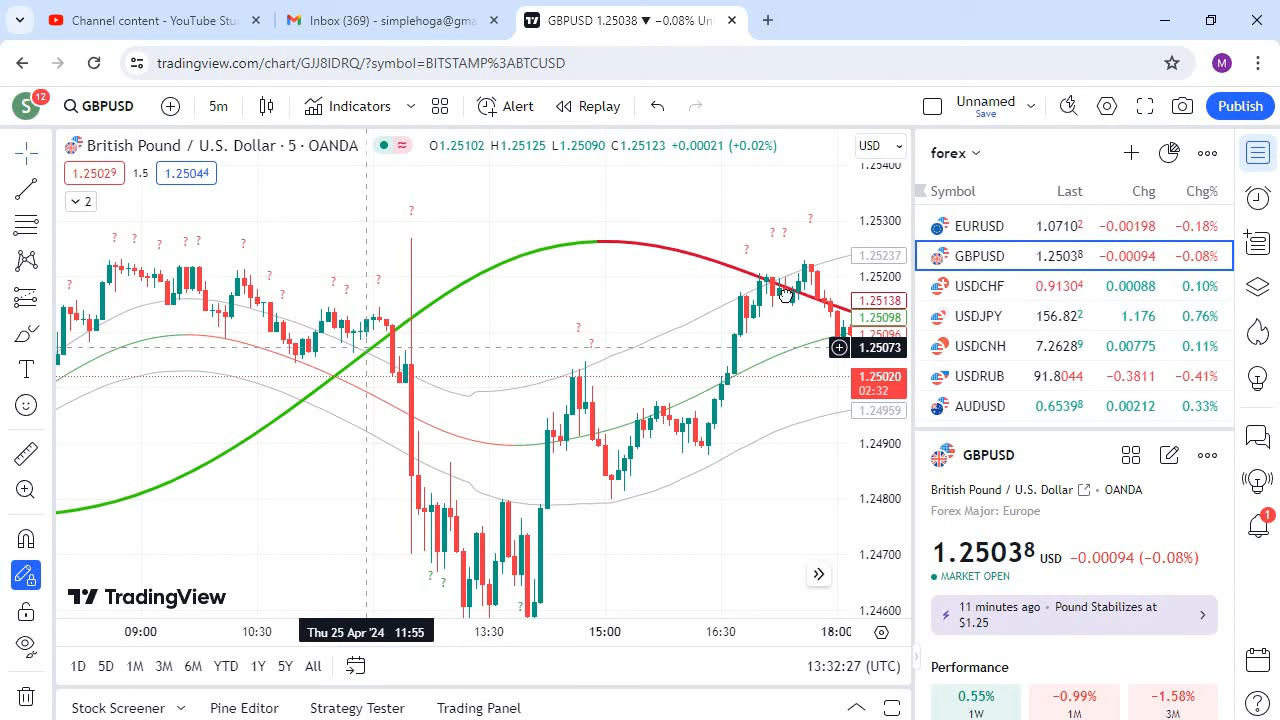 Channel content - YouTube Stu
Inbox (369) - simplehoga@gma
GBPUSD 1.25038 ▼ −0.08% Un
tradingview.com/chart/GJJ8IDRQ/?symbol=BITSTAMP%3ABTCUSD
M
S 12 GBPUSD 5m Indicators Alert Replay Unnamed Save Publish
British Pound / U.S. Dollar · 5 · OANDA O1.25102 H1.25125 L1.25090 C1.25123 +0.00021 (+0.02%) USD
1.25029 1.5 1.25044
2
1.25400
1.25300
1.25237
1.25200
1.25138
1.25098
1.25096
1.25073
1.25020
02:32
1.24959
1.24900
1.24800
1.24700
1.24600
? ? ? ? ? ? ? ? ? ? ? ? ? ? ? ? ? ? ? ? ?
TradingView
09:00 10:30 Thu 25 Apr '24 11:55 13:30 15:00 16:30 18:00
1D 5D 1M 3M 6M YTD 1Y 5Y All 13:32:27 (UTC)
Stock Screener Pine Editor Strategy Tester Trading Panel
forex
Symbol Last Chg Chg%
EURUSD 1.07102 −0.00198 −0.18%
GBPUSD 1.25038 −0.00094 −0.08%
USDCHF 0.91304 0.00088 0.10%
USDJPY 156.822 1.176 0.76%
USDCNH 7.26289 0.00775 0.11%
USDRUB 91.8044 −0.3811 −0.41%
AUDUSD 0.65398 0.00212 0.33%
GBPUSD
British Pound / U.S. Dollar • OANDA
Forex Major: Europe
1.25038 USD −0.00094 (−0.08%)
MARKET OPEN
11 minutes ago • Pound Stabilizes at
$1.25
Performance
0.55% −0.99% −1.58%
1W 1M 3M
1